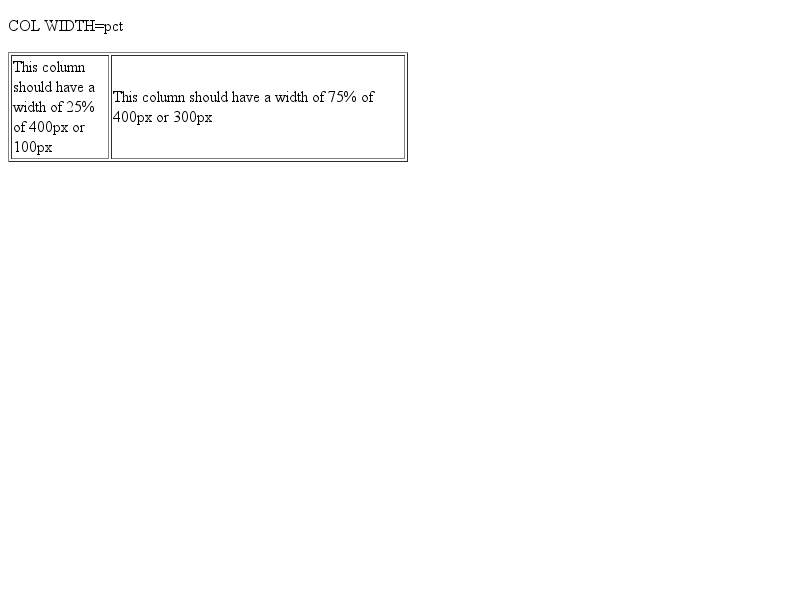 COL WIDTH=pct
This column
should have a
width of 25%
of 400px or
100px
This column should have a width of 75% of
400px or 300px